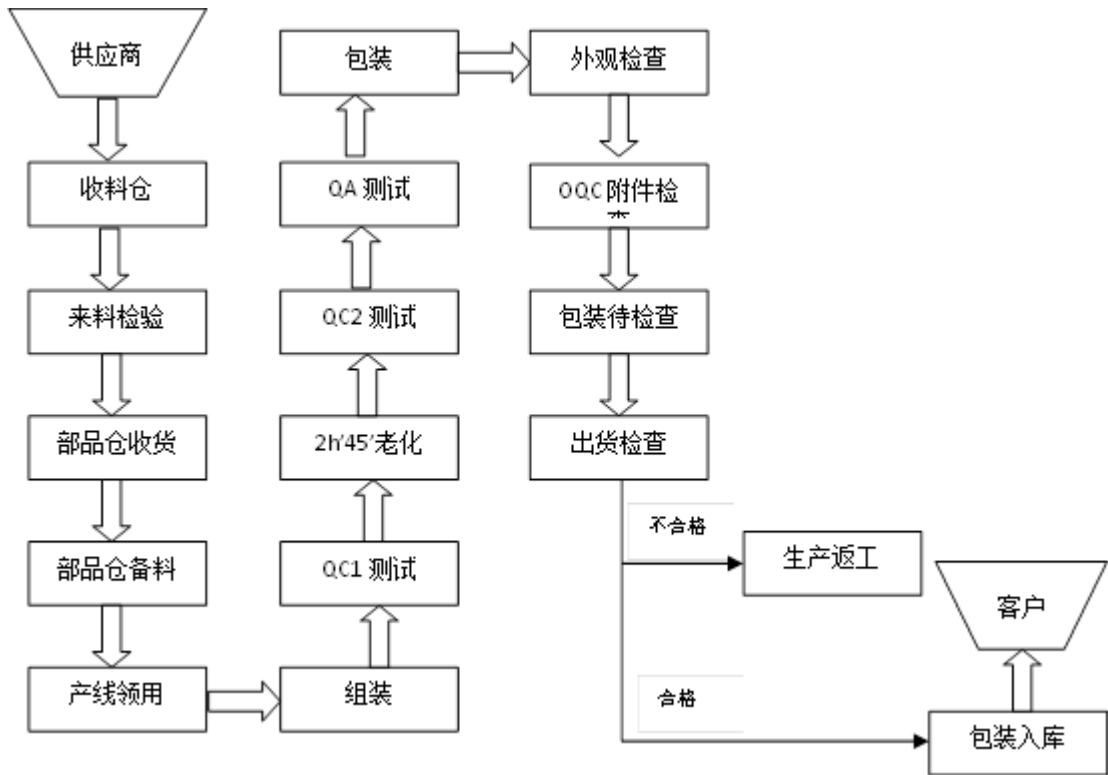 供应商
收料仓
来料检验
部品仓收货
部品仓备料
产线领用
组装
QC1 测试
2h'45'老化
QC2 测试
QA 测试
包装
外观检查
OQC 附件检
包装待检查
出货检查
不合格
生产返工
合格
包装入库
客户